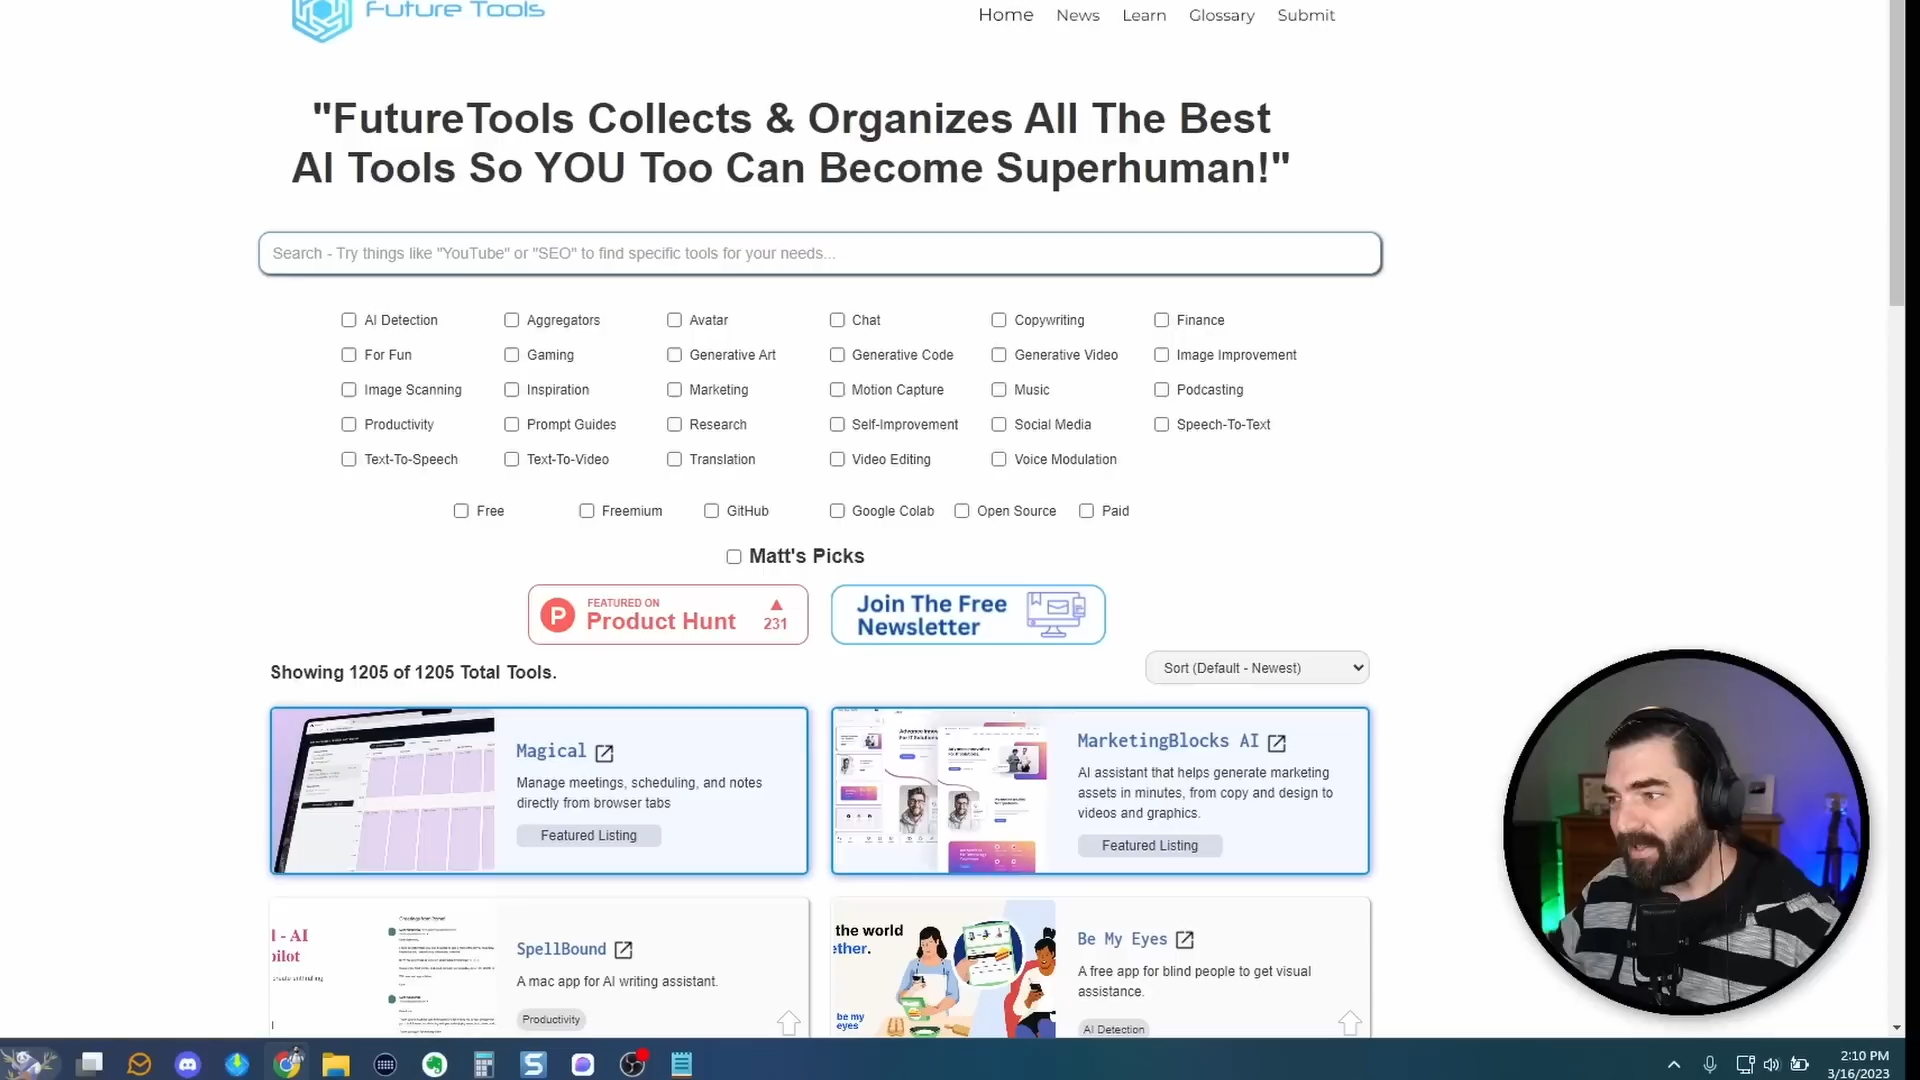 Future Tools
Home News Learn Glossary Submit
"FutureTools Collects & Organizes All The Best
AI Tools So YOU Too Can Become Superhuman!"
Search - Try things like "YouTube" or "SEO" to find specific tools for your needs...
AI Detection Aggregators Avatar Chat Copywriting Finance
For Fun Gaming Generative Art Generative Code Generative Video Image Improvement
Image Scanning Inspiration Marketing Motion Capture Music Podcasting
Productivity Prompt Guides Research Self-Improvement Social Media Speech-To-Text
Text-To-Speech Text-To-Video Translation Video Editing Voice Modulation
Free Freemium GitHub Google Colab Open Source Paid
Matt's Picks
P FEATURED ON
Product Hunt
231
Join The Free
Newsletter
Showing 1205 of 1205 Total Tools.
Sort (Default - Newest)
Magical
Manage meetings, scheduling, and notes
directly from browser tabs
Featured Listing
MarketingBlocks AI
AI assistant that helps generate marketing
assets in minutes, from copy and design to
videos and graphics.
Featured Listing
- AI
pilot
SpellBound
A mac app for AI writing assistant.
Productivity
the world
ether.
be my
eyes
Be My Eyes
A free app for blind people to get visual
assistance.
AI Detection
2:10 PM
3/16/2023